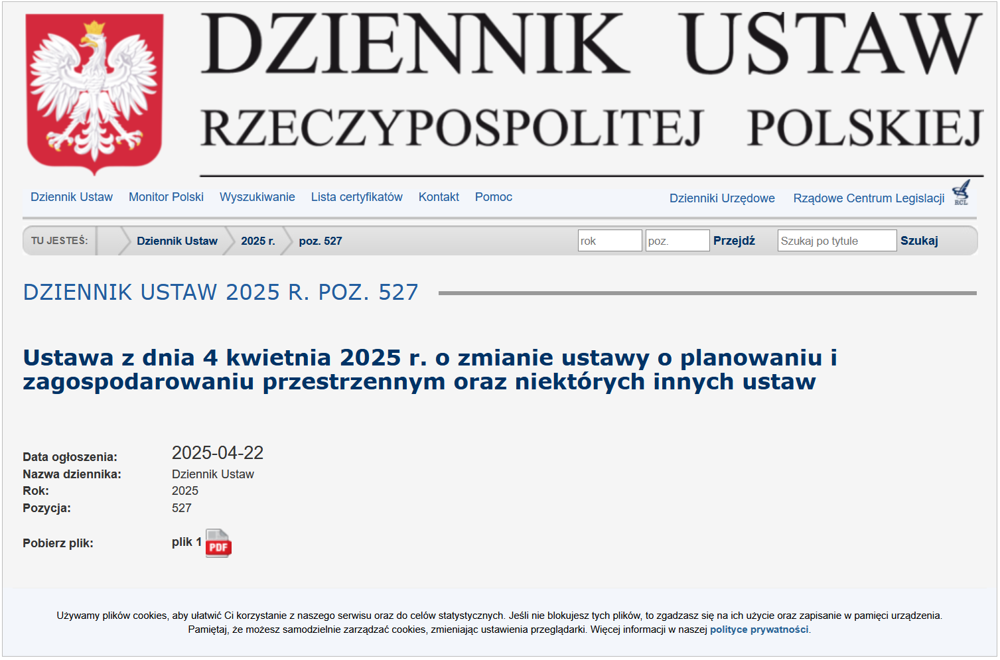 DZIENNIK USTAW
RZECZYPOSPOLITEJ POLSKIEJ
Dziennik Ustaw Monitor Polski Wyszukiwanie Lista certyfikatów Kontakt Pomoc Dzienniki Urzędowe Rządowe Centrum Legislacji RCL
TU JESTEŚ: Dziennik Ustaw 2025 r. poz. 527 rok poz. Przejdź Szukaj po tytule Szukaj
DZIENNIK USTAW 2025 R. POZ. 527
Ustawa z dnia 4 kwietnia 2025 r. o zmianie ustawy o planowaniu i
zagospodarowaniu przestrzennym oraz niektórych innych ustaw
Data ogłoszenia: 2025-04-22
Nazwa dziennika: Dziennik Ustaw
Rok: 2025
Pozycja: 527
Pobierz plik: plik 1 PDF
Używamy plików cookies, aby ułatwić Ci korzystanie z naszego serwisu oraz do celów statystycznych. Jeśli nie blokujesz tych plików, to zgadzasz się na ich użycie oraz zapisanie w pamięci urządzenia.
Pamiętaj, że możesz samodzielnie zarządzać cookies, zmieniając ustawienia przeglądarki. Więcej informacji w naszej polityce prywatności.